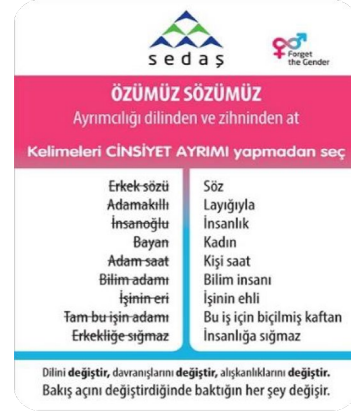 sedaş
Forget
the Gender
ÖZÜMÜZ SÖZÜMÜZ
Ayrımcılığı dilinden ve zihninden at
Kelimeleri CİNSİYET AYRIMI yapmadan seç
Erkek sözü Söz
Adamakıllı Layığıyla
İnsanoğlu İnsanlık
Bayan Kadın
Adam saat Kişi saat
Bilim adamı Bilim insanı
İşinin eri İşinin ehli
Tam bu işin adamı Bu iş için biçilmiş kaftan
Erkekliğe sığmaz İnsanlığa sığmaz
Dilini değiştir, davranışlarını değiştir, alışkanlıklarını değiştir.
Bakış açını değiştirdiğinde baktığın her şey değişir.